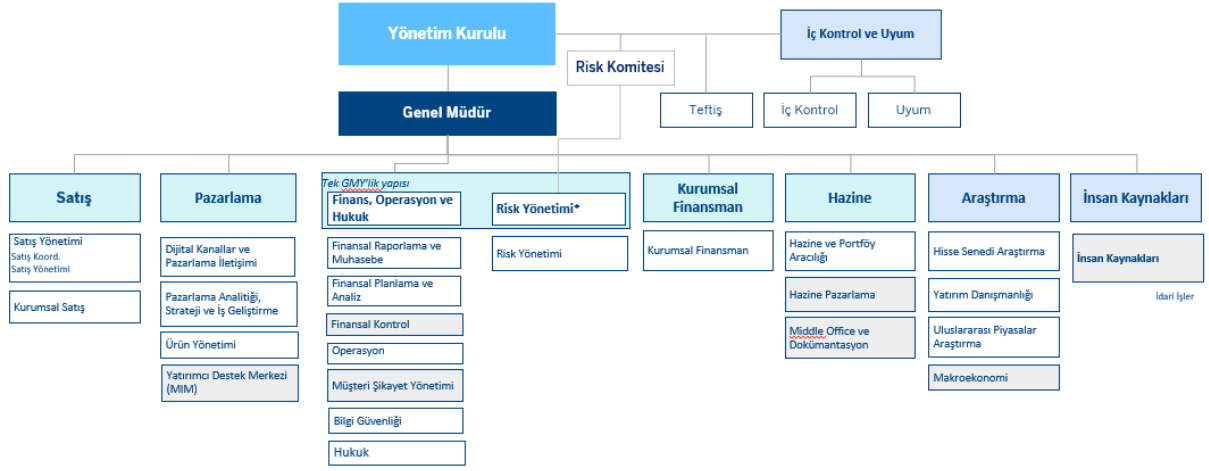 Yönetim Kurulu
İç Kontrol ve Uyum
Risk Komitesi
Genel Müdür
Teftiş
İç Kontrol
Uyum
Satış
Satış Yönetimi
Satış Koord.
Satış Yönetimi
Kurumsal Satış
Pazarlama
Dijital Kanallar ve
Pazarlama İletişimi
Pazarlama Analitiği,
Strateji ve İş Geliştirme
Ürün Yönetimi
Yatırımcı Destek Merkezi
(MIM)
Tek GMY'lik yapısı
Finans, Operasyon ve
Hukuk
Finansal Raporlama ve
Muhasebe
Finansal Planlama ve
Analiz
Finansal Kontrol
Operasyon
Müşteri Şikayet Yönetimi
Bilgi Güvenliği
Hukuk
Risk Yönetimi*
Risk Yönetimi
Kurumsal
Finansman
Kurumsal Finansman
Hazine
Hazine ve Portföy
Aracılığı
Hazine Pazarlama
Middle Office ve
Dokümantasyon
Araştırma
Hisse Senedi Araştırma
Yatırım Danışmanlığı
Uluslararası Piyasalar
Araştırma
Makroekonomi
İnsan Kaynakları
İnsan Kaynakları
İdari İşler